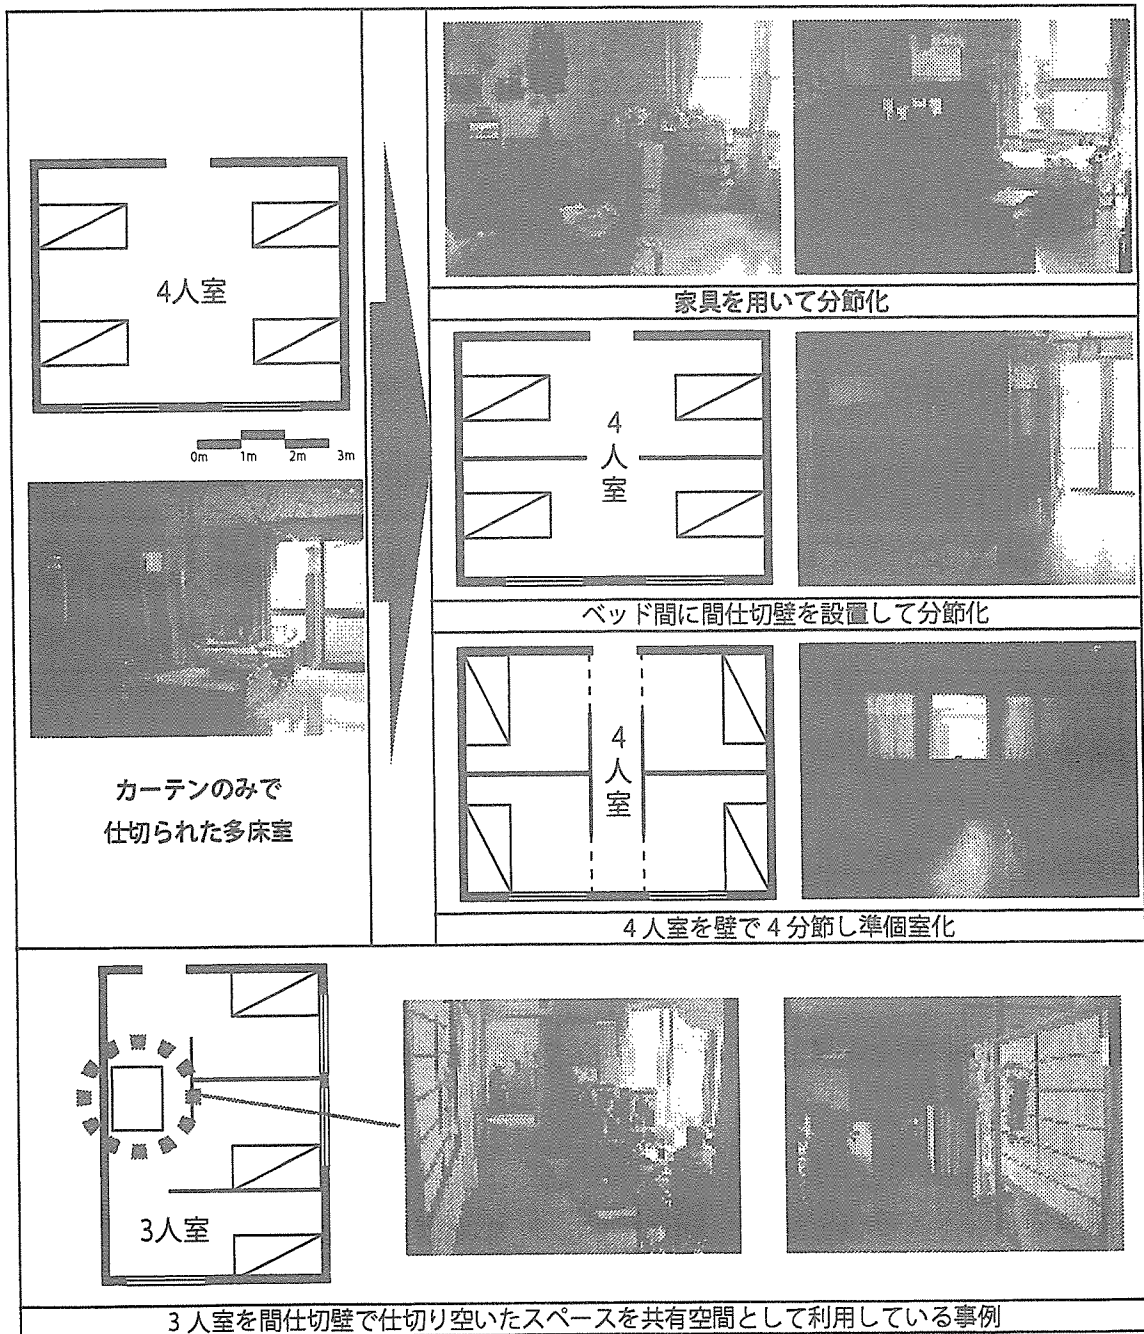 4人室
0m 1m 2m 3m
カーテンのみで
仕切られた多床室
家具を用いて分節化
4人室
ベッド間に間仕切壁を設置して分節化
4人室
4人室を壁で4分節し準個室化
3人室
3人室を間仕切壁で仕切り空いたスペースを共有空間として利用している事例